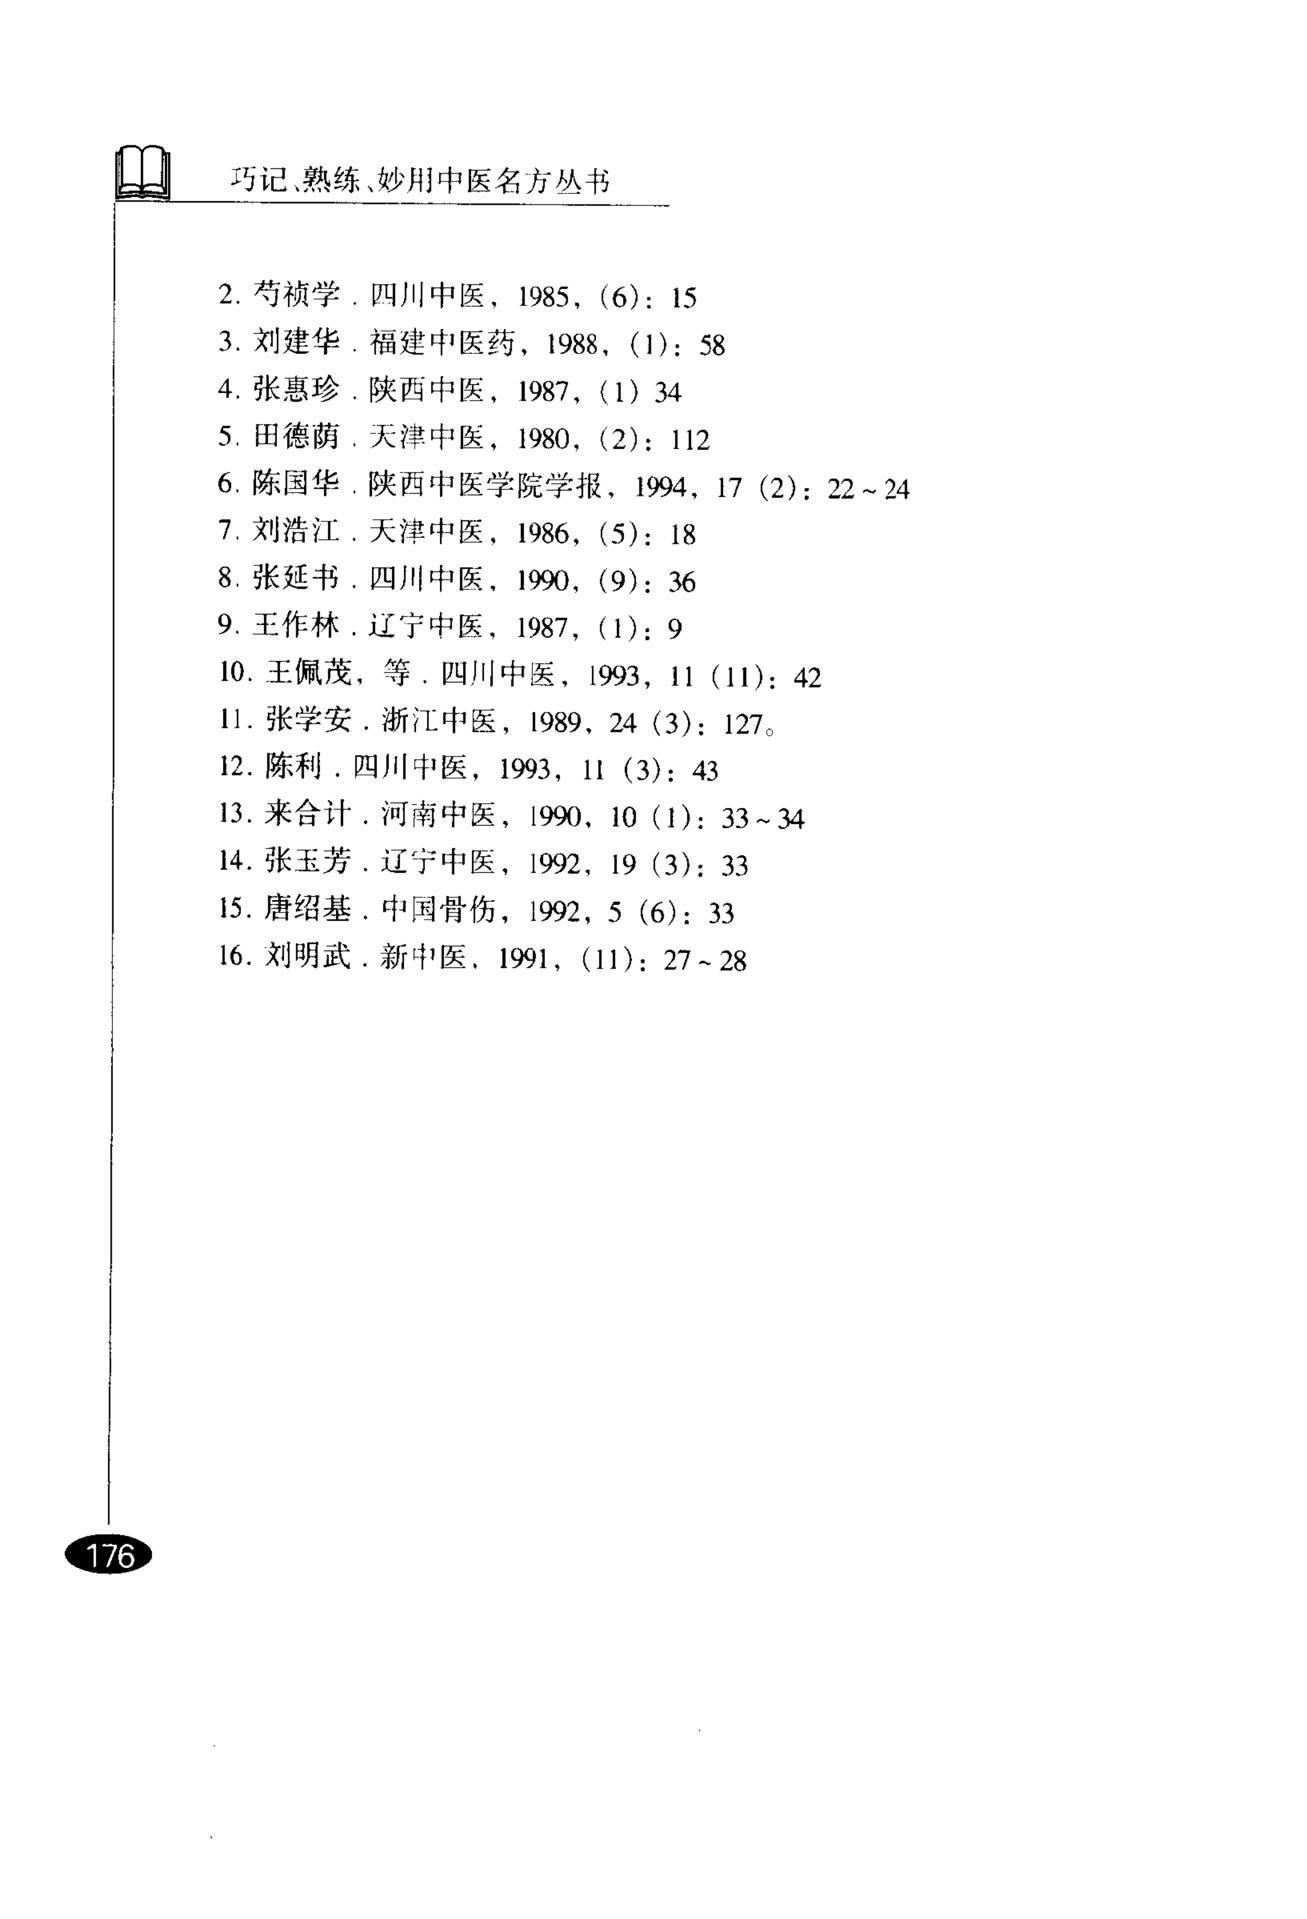 巧记、熟练、妙用中医名方丛书
2. 芍祯学．四川中医，1985，(6)：15
3. 刘建华．福建中医药，1988，(1)：58
4. 张惠珍．陕西中医，1987，(1) 34
5. 田德荫．天津中医，1980，(2)：112
6. 陈国华．陕西中医学院学报，1994，17 (2)：22～24
7. 刘浩江．天津中医，1986，(5)：18
8. 张延书．四川中医，1990，(9)：36
9. 王作林．辽宁中医，1987，(1)：9
10. 王佩茂，等．四川中医，1993，11 (11)：42
11. 张学安．浙江中医，1989，24 (3)：127。
12. 陈利．四川中医，1993，11 (3)：43
13. 来合计．河南中医，1990，10 (1)：33～34
14. 张玉芳．辽宁中医，1992，19 (3)：33
15. 唐绍基．中国骨伤，1992，5 (6)：33
16. 刘明武．新中医，1991，(11)：27～28
176